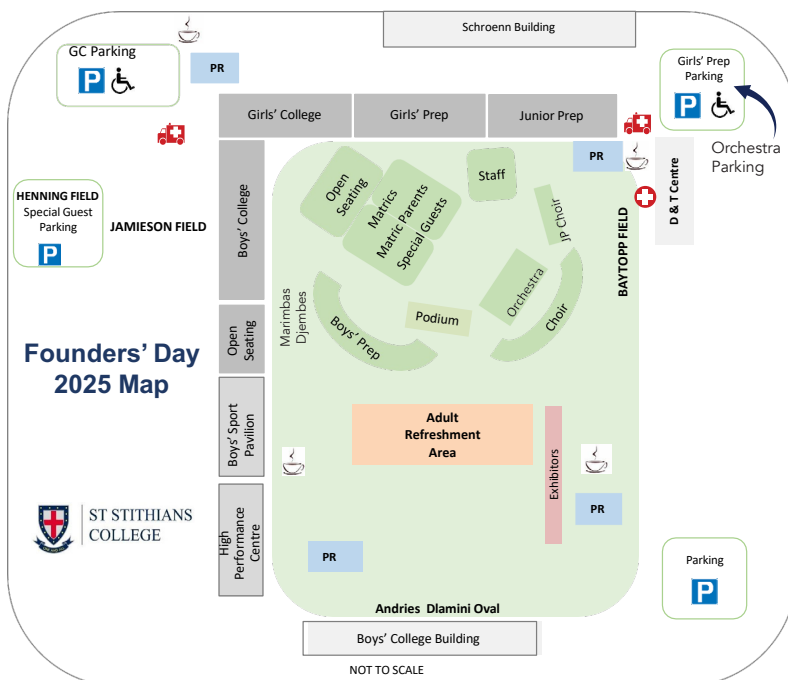 Schroenn Building
GC Parking
P
PR
Girls' Prep
Parking
P
Orchestra
Parking
Girls' College
Girls' Prep
Junior Prep
PR
D & T Centre
HENNING FIELD
Special Guest
Parking
P
JAMIESON FIELD
Boys' College
Open
Seating
Matrics
Matric Parents
Special Guests
Staff
JP Choir
BAYTOPP FIELD
Orchestra
Choir
Podium
Boys' Prep
Marimbas
Djembes
Open
Seating
Founders' Day
2025 Map
Boys' Sport
Pavilion
Adult
Refreshment
Area
Exhibitors
PR
ST STITHIANS
COLLEGE
High
Performance
Centre
PR
Parking
P
Andries Dlamini Oval
Boys' College Building
NOT TO SCALE